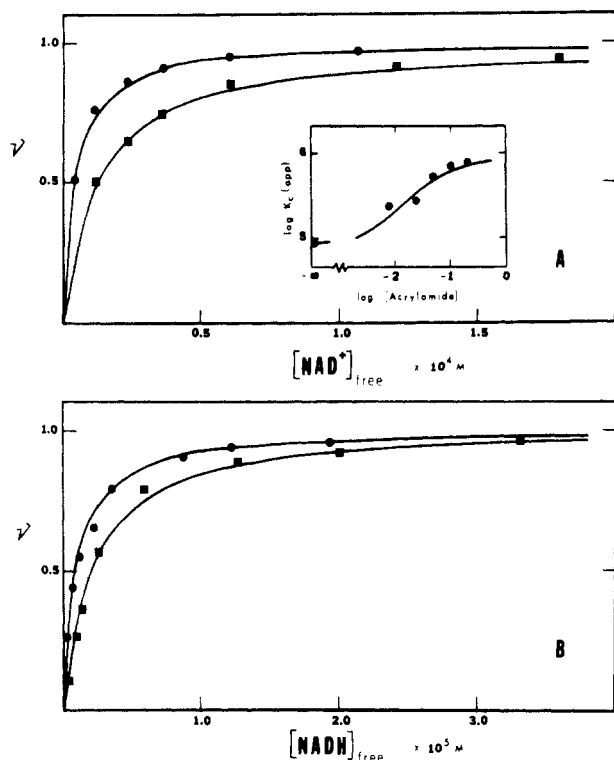 1.0
ν
0.5
6
log Kc(app)
5
-∞ -2 -1 0
log [Acrylamide]
A
0.5 1.0 1.5
[NAD+]free × 10⁴ M
1.0
ν
0.5
B
1.0 2.0 3.0
[NADH]free × 10⁵ M